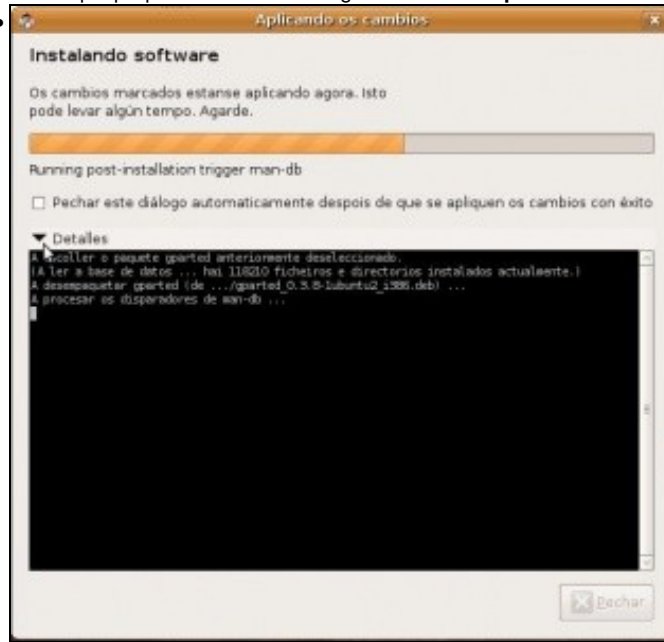 Aplicando os cambios
Instalando software
Os cambios marcados estanse aplicando agora. Isto
pode levar algún tempo. Agarde.
Running post-installation trigger man-db
Pechar este diálogo automaticamente despois de que se apliquen os cambios con éxito
Detalles
A escoller o paquete gparted anteriormente deseleccionado.
(A ler a base de datos ... hai 118210 ficheiros e directorios instalados actualmente.)
A desempaquetar gparted (de .../gparted_0.3.8-1ubuntu2_i386.deb) ...
A procesar os disparadores de man-db ...
Pechar